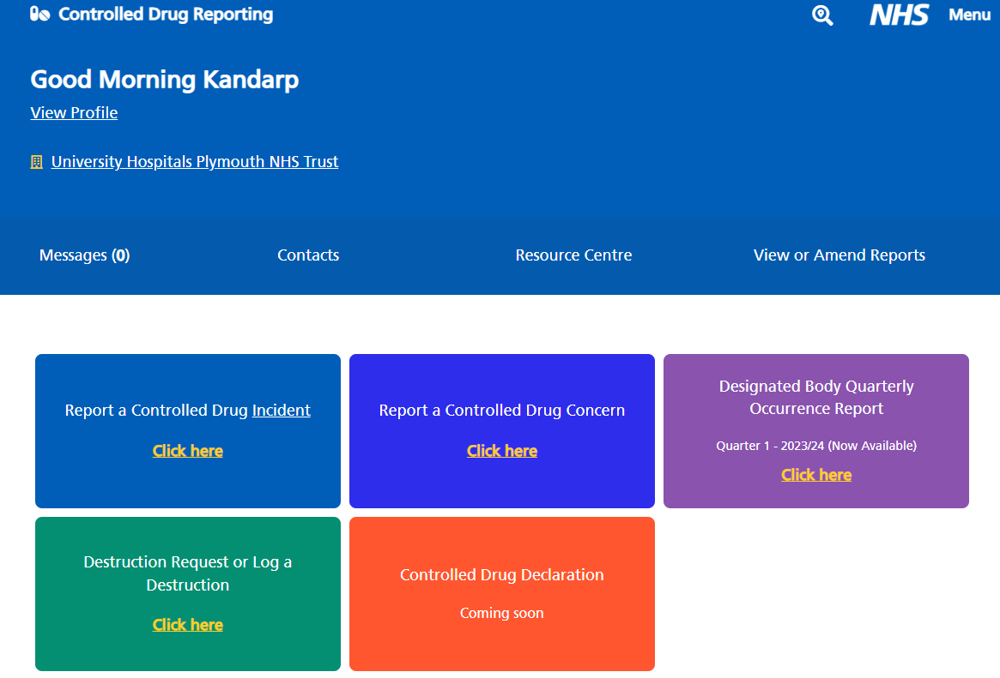 Controlled Drug Reporting
NHS
Menu
Good Morning Kandarp
View Profile
University Hospitals Plymouth NHS Trust
Messages (0)
Contacts
Resource Centre
View or Amend Reports
Report a Controlled Drug Incident
Click here
Report a Controlled Drug Concern
Click here
Designated Body Quarterly
Occurrence Report
Quarter 1 - 2023/24 (Now Available)
Click here
Destruction Request or Log a
Destruction
Click here
Controlled Drug Declaration
Coming soon